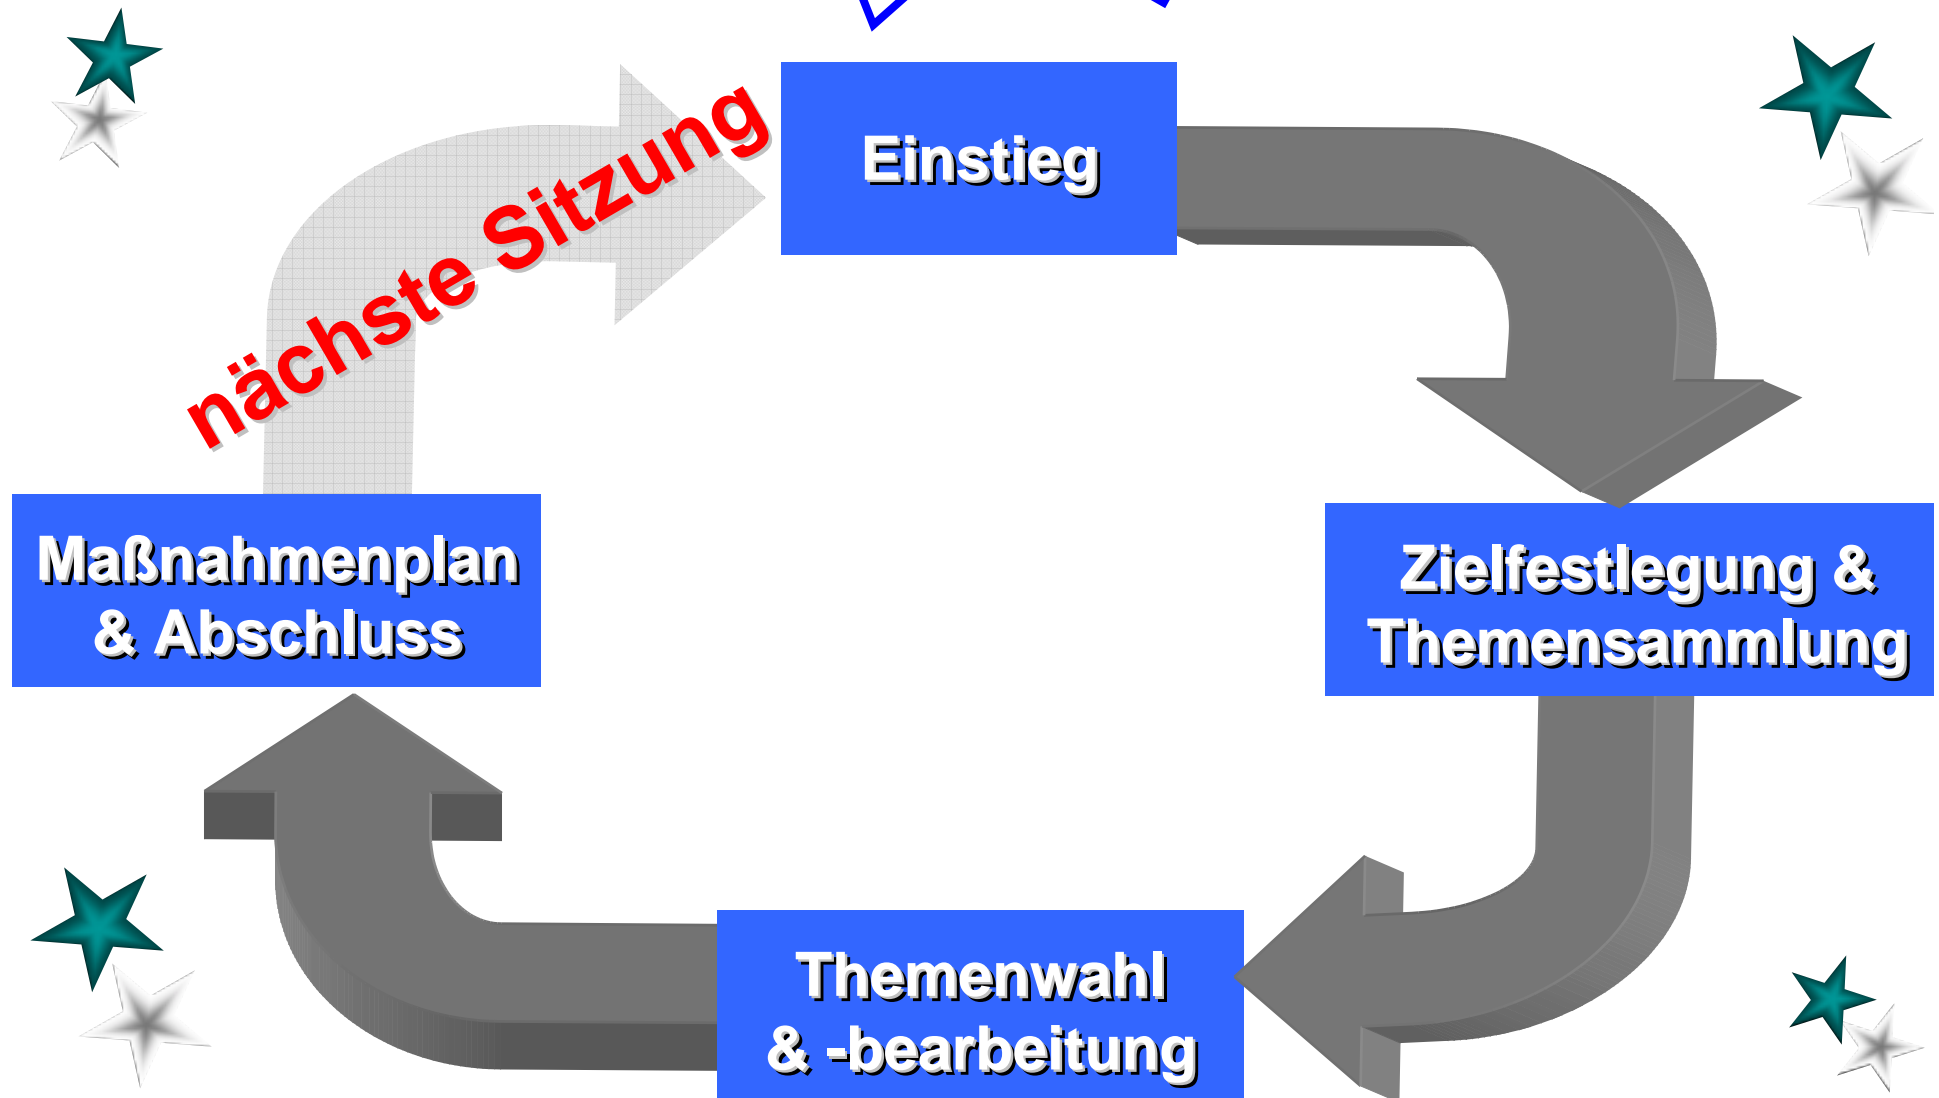 Einstieg
nächste Sitzung
Maßnahmenplan
& Abschluss
Zielfestlegung &
Themensammlung
Themenwahl
& -bearbeitung